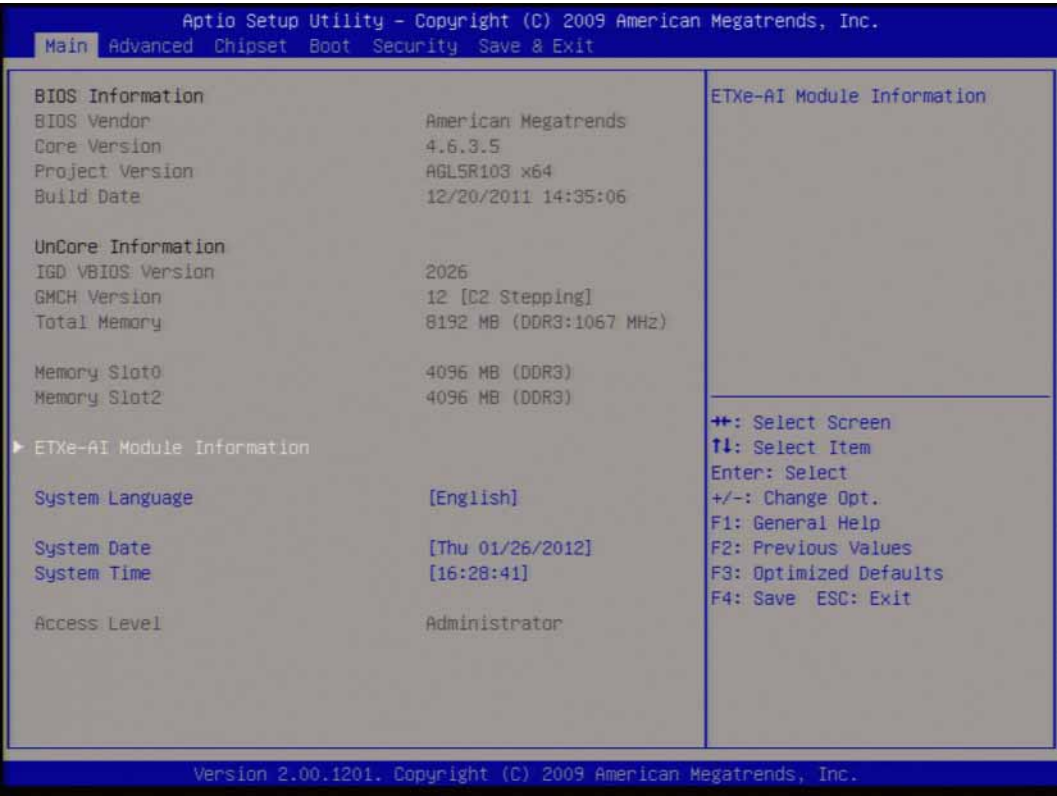 Aptio Setup Utility – Copyright (C) 2009 American Megatrends, Inc.
Main Advanced Chipset Boot Security Save & Exit
BIOS Information
BIOS Vendor American Megatrends
Core Version 4.6.3.5
Project Version AGL5R103 x64
Build Date 12/20/2011 14:35:06
UnCore Information
IGD VBIOS Version 2026
GMCH Version 12 [C2 Stepping]
Total Memory 8192 MB (DDR3:1067 MHz)
Memory Slot0 4096 MB (DDR3)
Memory Slot2 4096 MB (DDR3)
► ETXe-AI Module Information
System Language [English]
System Date [Thu 01/26/2012]
System Time [16:28:41]
Access Level Administrator
ETXe-AI Module Information
→←: Select Screen
↑↓: Select Item
Enter: Select
+/-: Change Opt.
F1: General Help
F2: Previous Values
F3: Optimized Defaults
F4: Save ESC: Exit
Version 2.00.1201. Copyright (C) 2009 American Megatrends, Inc.